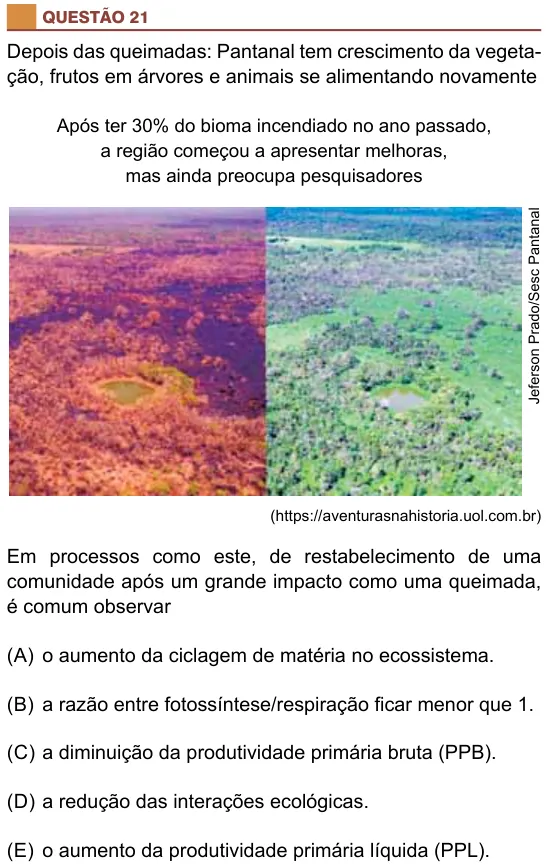 QUESTÃO 21
Depois das queimadas: Pantanal tem crescimento da vegeta-
ção, frutos em árvores e animais se alimentando novamente
Após ter 30% do bioma incendiado no ano passado,
a região começou a apresentar melhoras,
mas ainda preocupa pesquisadores
Jeferson Prado/Sesc Pantanal
(https://aventurasnahistoria.uol.com.br)
Em processos como este, de restabelecimento de uma
comunidade após um grande impacto como uma queimada,
é comum observar
(A) o aumento da ciclagem de matéria no ecossistema.
(B) a razão entre fotossíntese/respiração ficar menor que 1.
(C) a diminuição da produtividade primária bruta (PPB).
(D) a redução das interações ecológicas.
(E) o aumento da produtividade primária líquida (PPL).